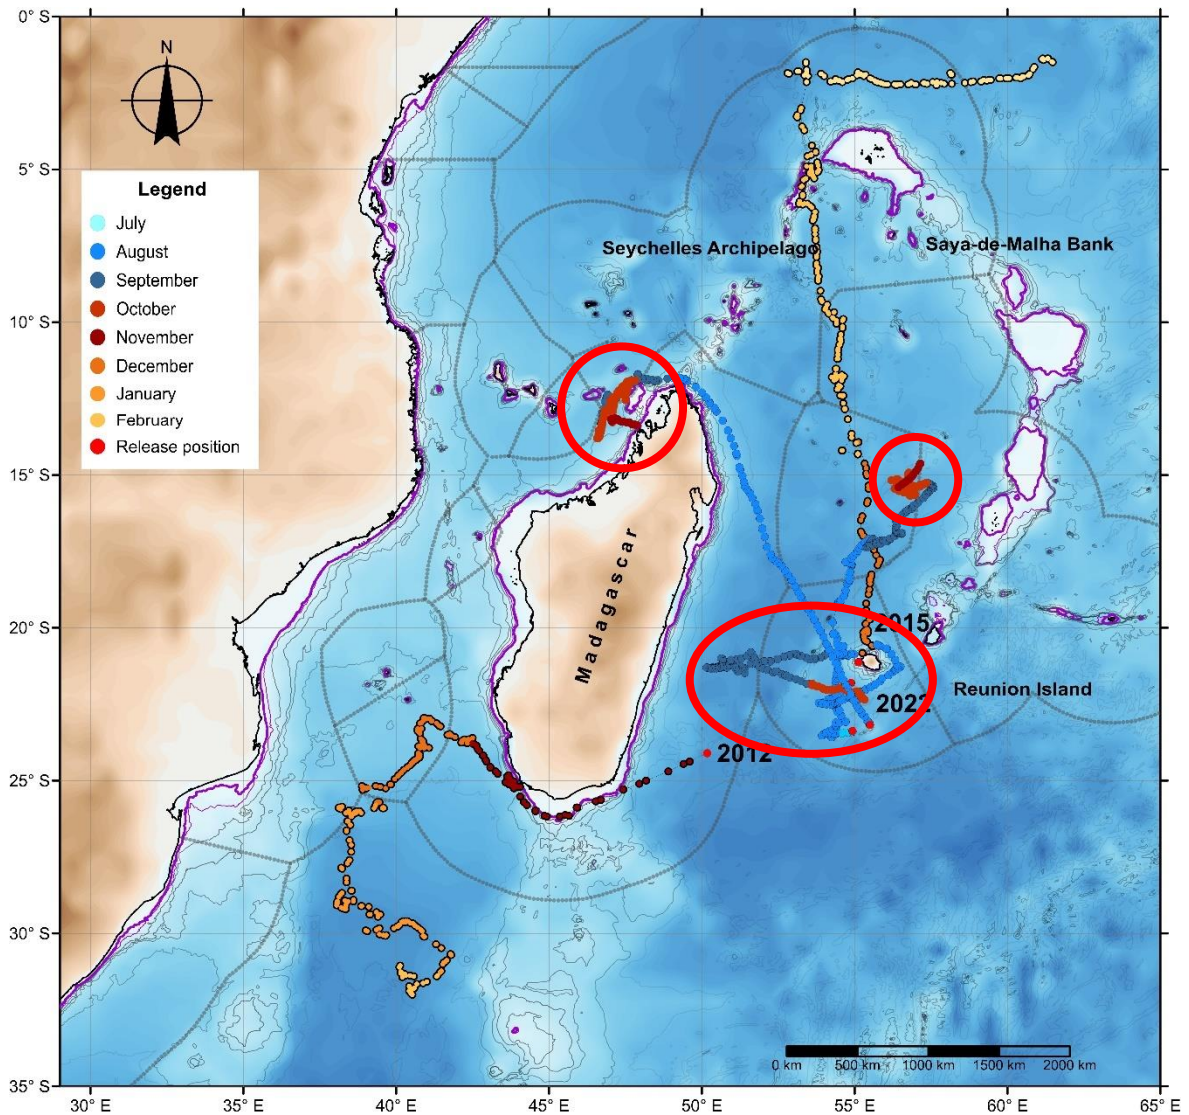 0° S
5° S
10° S
15° S
20° S
25° S
30° S
35° S
N
Legend
July
August
September
October
November
December
January
February
Release position
Seychelles Archipelago
Saya-de-Malha Bank
Madagascar
2015
Reunion Island
2022
2012
0 km 500 km 1000 km 1500 km 2000 km
30° E 35° E 40° E 45° E 50° E 55° E 60° E 65° E